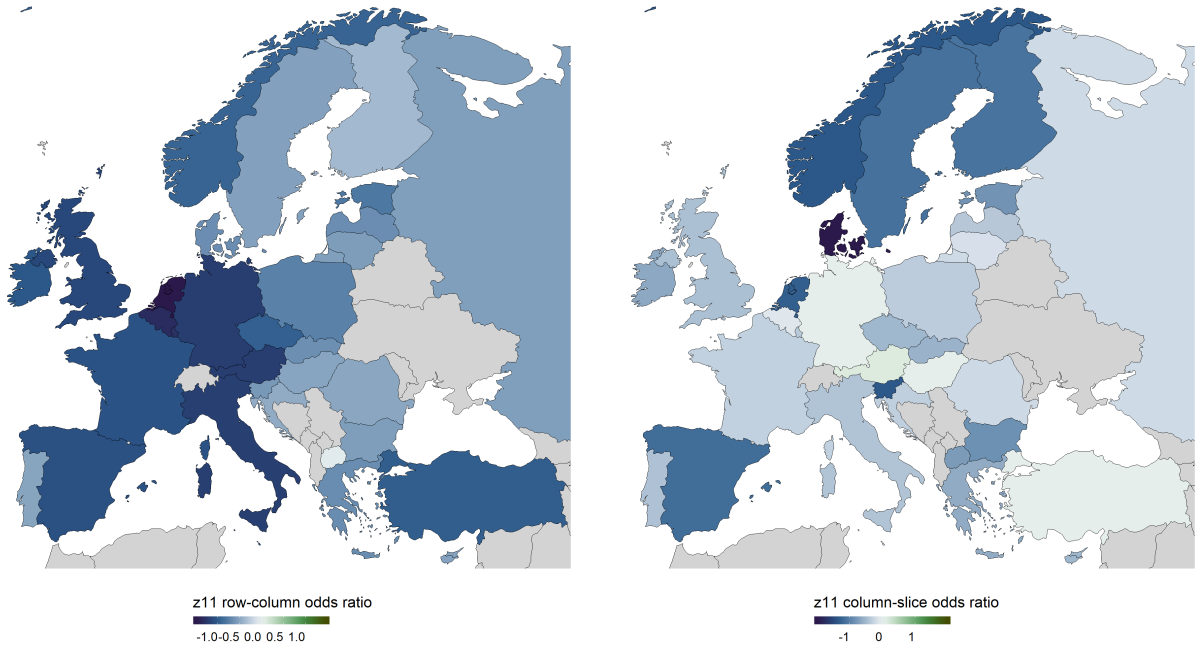 z11 row-column odds ratio
-1.0-0.5 0.0 0.5 1.0
z11 column-slice odds ratio
-1 0 1